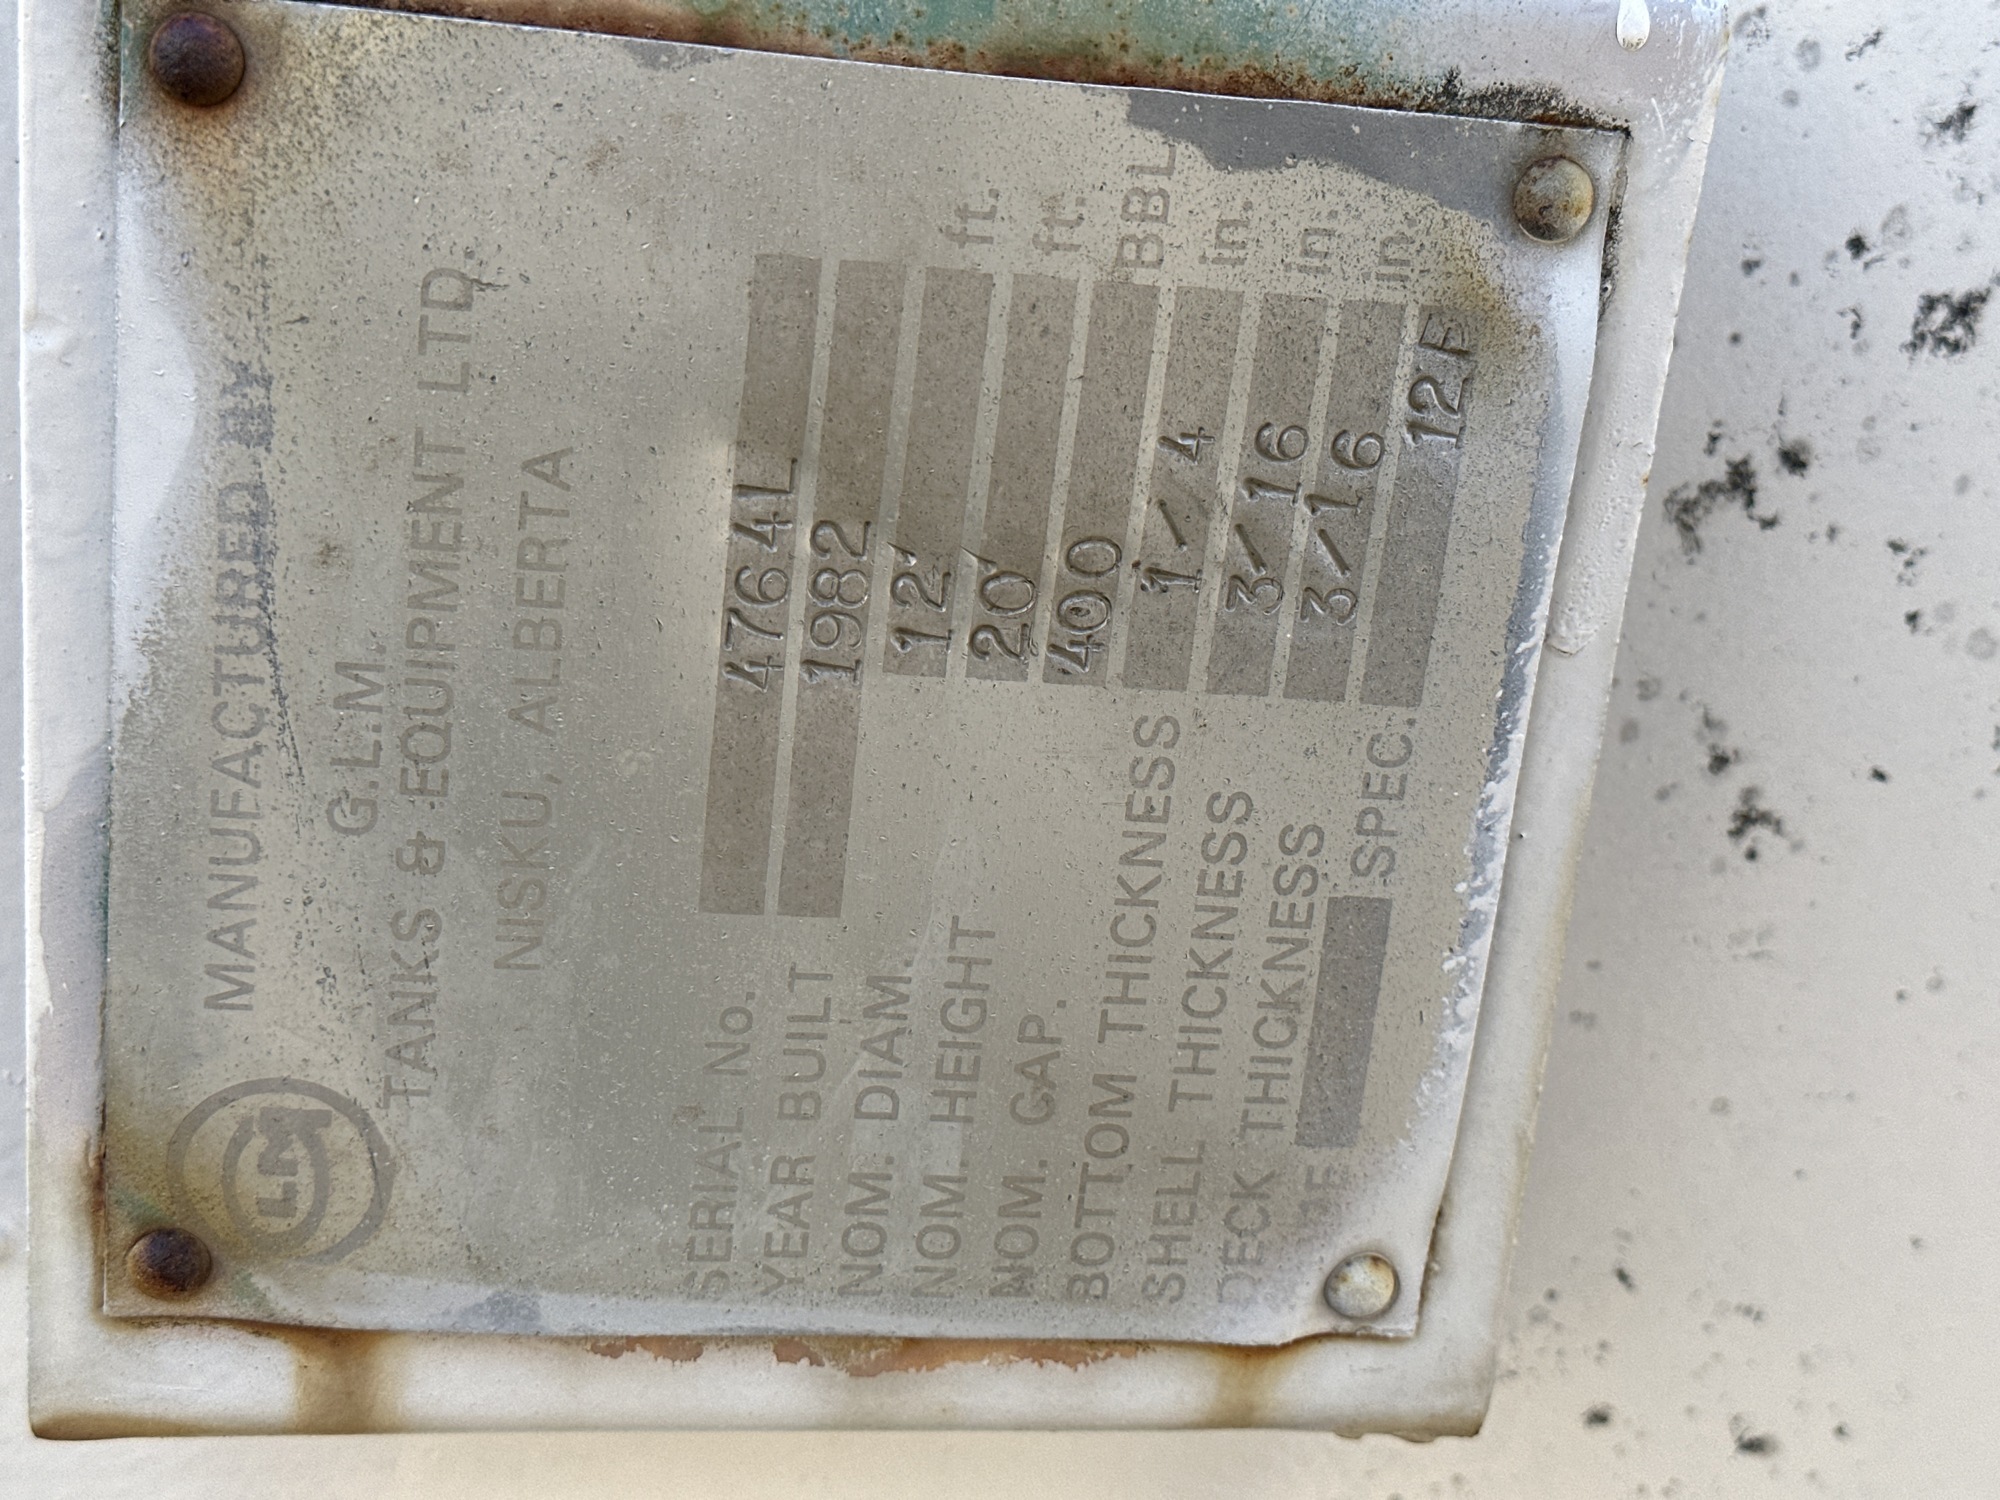 GLM
MANUFACTURED BY
G.L.M.
TANKS & EQUIPMENT LTD.
NISKU, ALBERTA
SERIAL No. 4764L
YEAR BUILT 1982
NOM. DIAM. 12' ft.
NOM. HEIGHT 20' ft.
NOM. CAP. 400 BBL
BOTTOM THICKNESS 1/4 in.
SHELL THICKNESS 3/16 in.
DECK THICKNESS 3/16 in.
SPEC. 12F